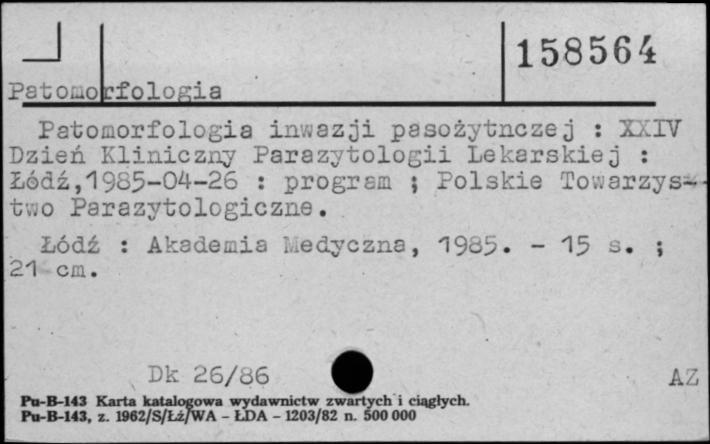 158564
Patomorfologia
Patomorfologia inwazji pasożytnczej : XXIV
Dzień Kliniczny Parazytologii Lekarskiej :
Łódź,1985-04-26 : program ; Polskie Towarzys-
two Parazytologiczne.
Łódź : Akademia Medyczna, 1985. - 15 s. ;
21 cm.
Dk 26/86
AZ
Pu-B-143 Karta katalogowa wydawnictw zwartych i ciągłych.
Pu-B-143, z. 1962/S/Łź/WA - ŁDA - 1203/82 n. 500 000